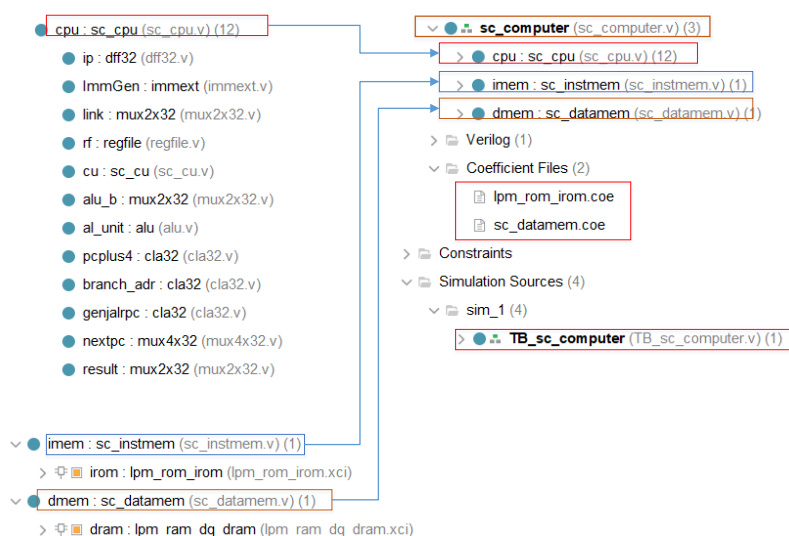 cpu : sc_cpu (sc_cpu.v) (12)
ip : dff32 (dff32.v)
ImmGen : immext (immext.v)
link : mux2x32 (mux2x32.v)
rf : regfile (regfile.v)
cu : sc_cu (sc_cu.v)
alu_b : mux2x32 (mux2x32.v)
al_unit : alu (alu.v)
pcplus4 : cla32 (cla32.v)
branch_adr : cla32 (cla32.v)
genjalrpc : cla32 (cla32.v)
nextpc : mux4x32 (mux4x32.v)
result : mux2x32 (mux2x32.v)
imem : sc_instmem (sc_instmem.v) (1)
irom : lpm_rom_irom (lpm_rom_irom.xci)
dmem : sc_datamem (sc_datamem.v) (1)
dram : lpm_ram_dq_dram (lpm_ram_dq_dram.xci)
sc_computer (sc_computer.v) (3)
cpu : sc_cpu (sc_cpu.v) (12)
imem : sc_instmem (sc_instmem.v) (1)
dmem : sc_datamem (sc_datamem.v) (1)
Verilog (1)
Coefficient Files (2)
lpm_rom_irom.coe
sc_datamem.coe
Constraints
Simulation Sources (4)
sim_1 (4)
TB_sc_computer (TB_sc_computer.v) (1)